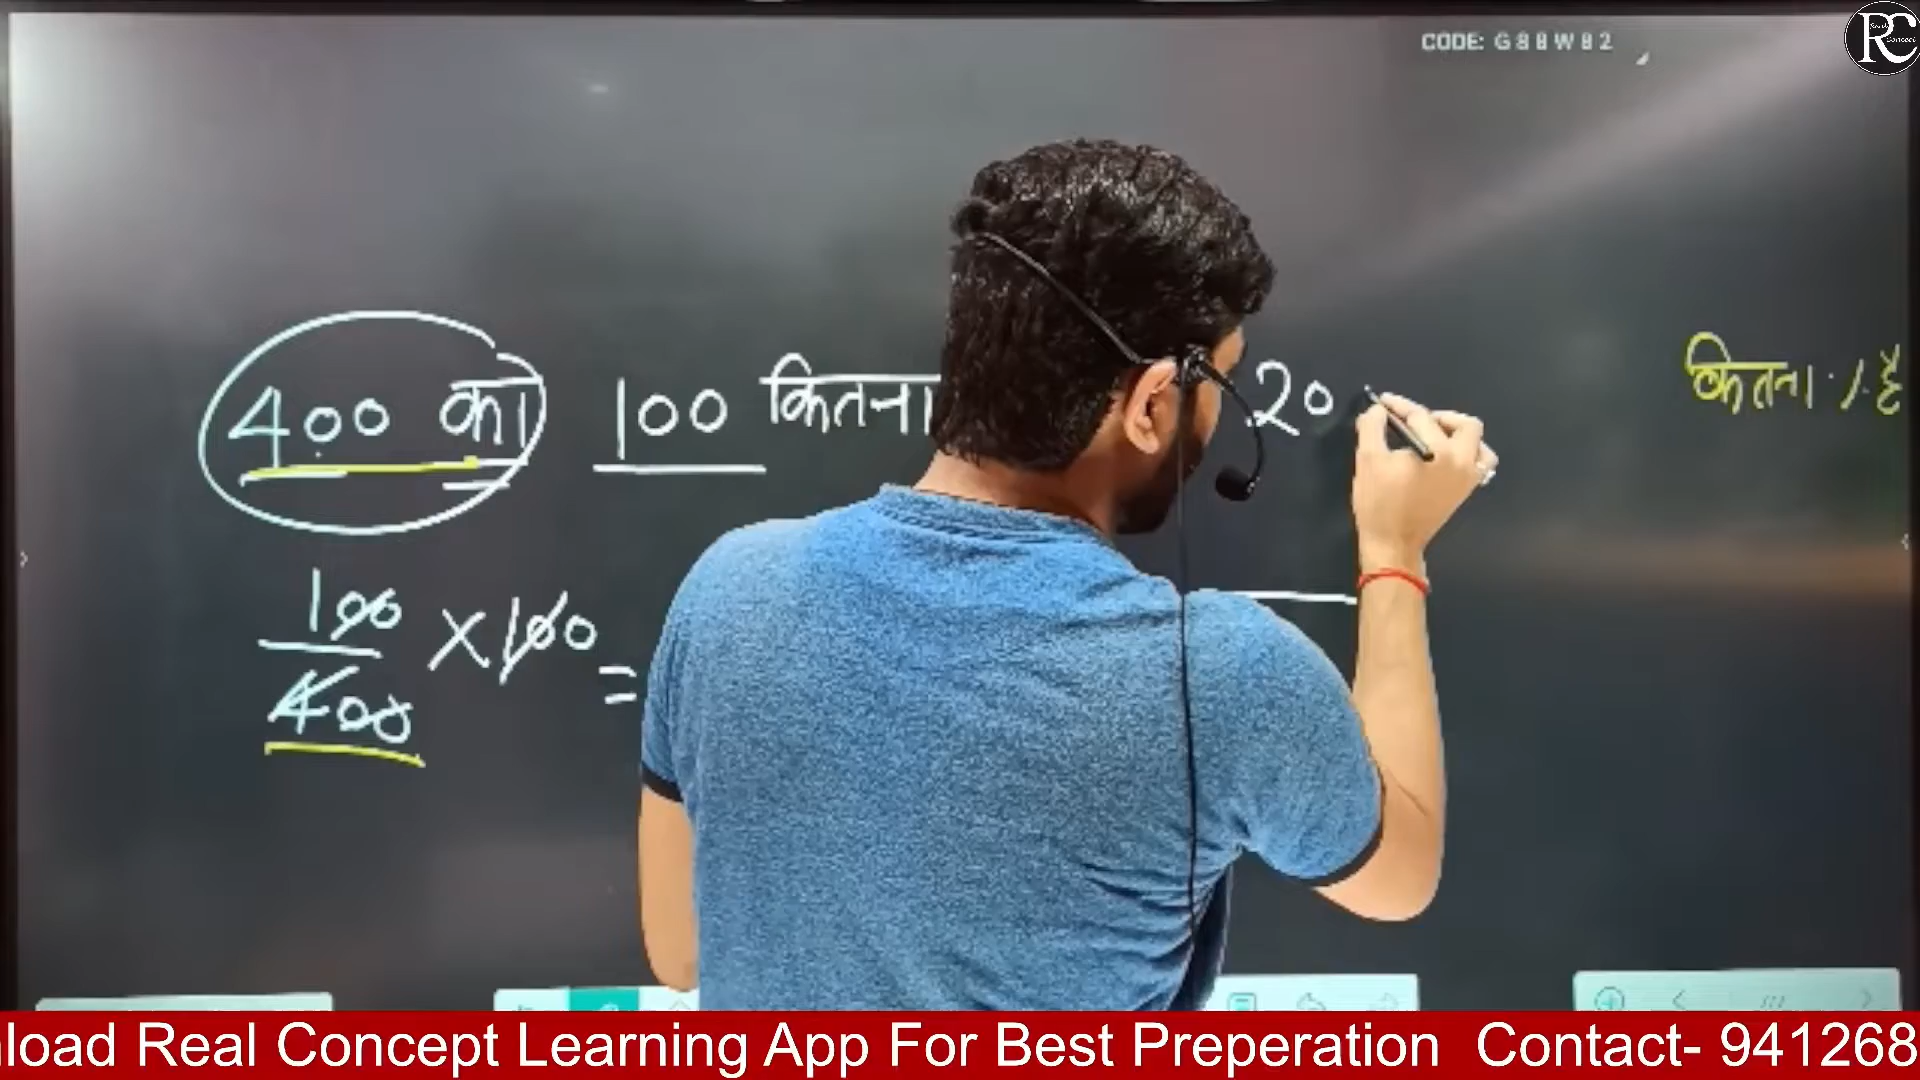 CODE: G88W82
RC
400 का 100 कितना 20 कितना % है
100
× 100 =
400
load Real Concept Learning App For Best Preperation Contact- 941268